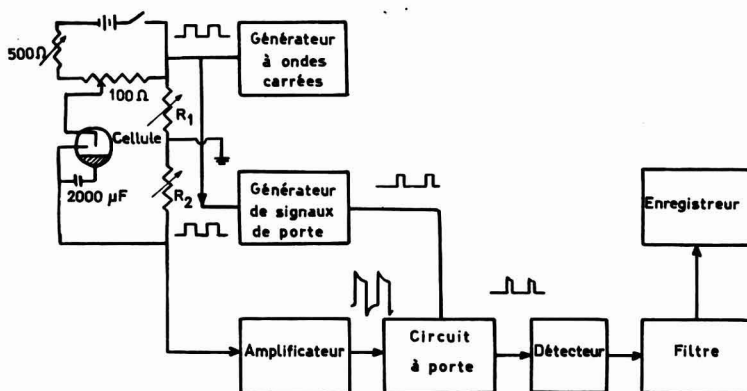 500Ω
100Ω
Générateur
à ondes
carrées
R1
Cellule
2000 µF
R2
Générateur
de signaux
de porte
Enregistreur
Amplificateur
Circuit
à porte
Détecteur
Filtre